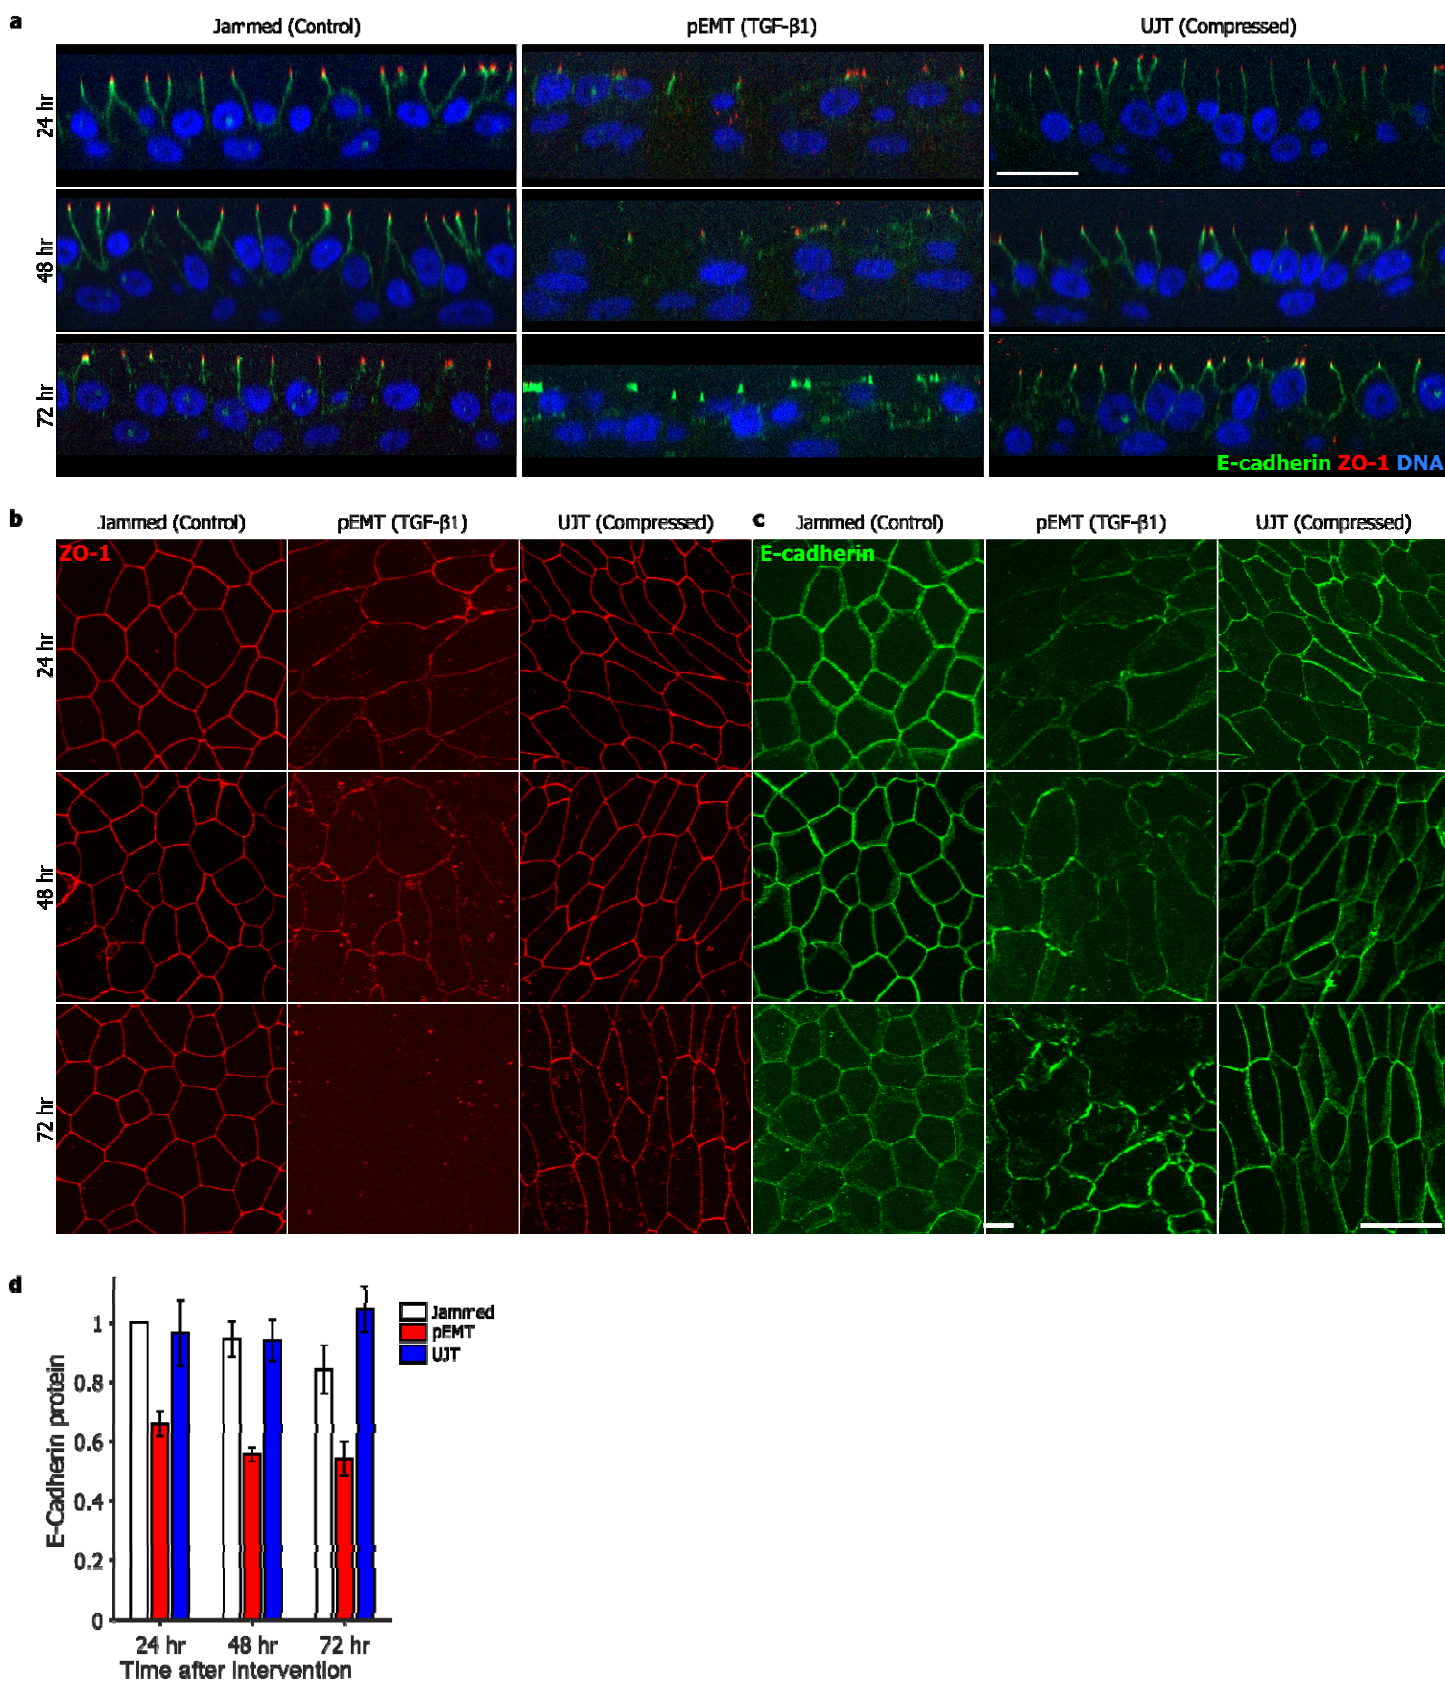 a
Jammed (Control) pEMT (TGF-β1) UJT (Compressed)
24 hr
48 hr
72 hr
E-cadherin ZO-1 DNA
b Jammed (Control) pEMT (TGF-β1) UJT (Compressed) c Jammed (Control) pEMT (TGF-β1) UJT (Compressed)
ZO-1 E-cadherin
24 hr
48 hr
72 hr
d
Jammed
pEMT
UJT
E-Cadherin protein
1
0.8
0.6
0.4
0.2
0
24 hr 48 hr 72 hr
Time after intervention